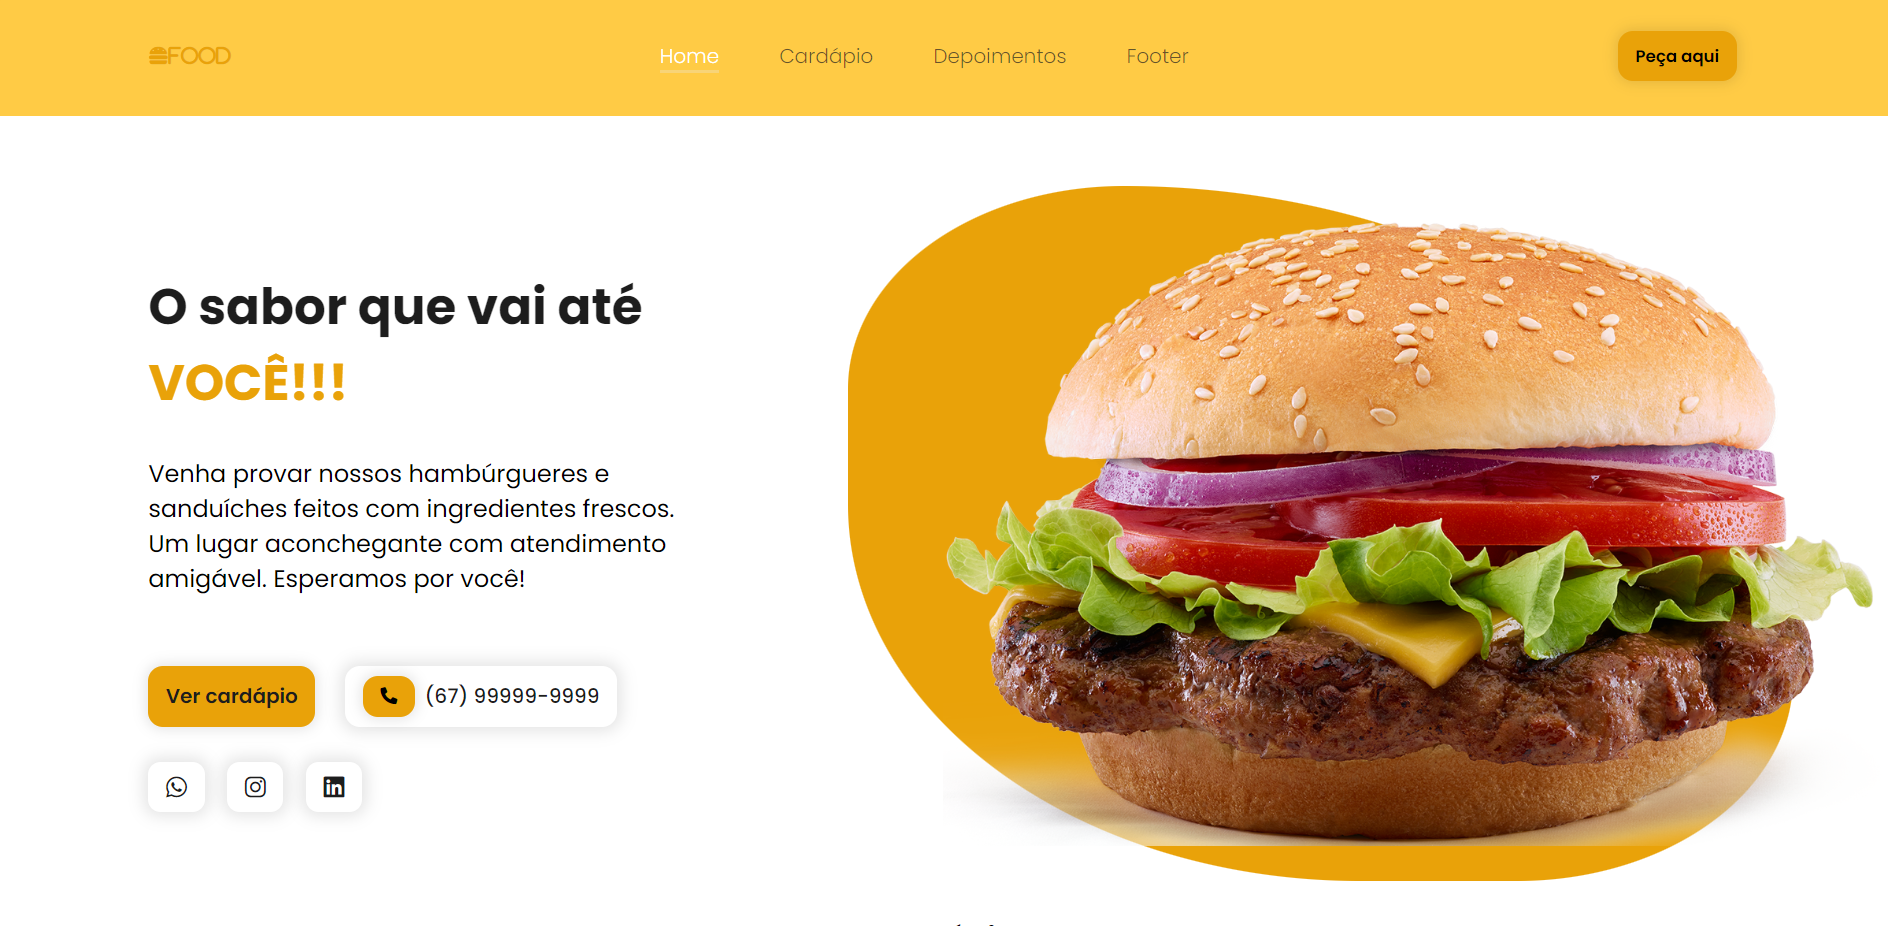 FOOD
Home Cardápio Depoimentos Footer
Peça aqui
O sabor que vai até
VOCÊ!!!
Venha provar nossos hambúrgueres e
sanduíches feitos com ingredientes frescos.
Um lugar aconchegante com atendimento
amigável. Esperamos por você!
Ver cardápio
(67) 99999-9999